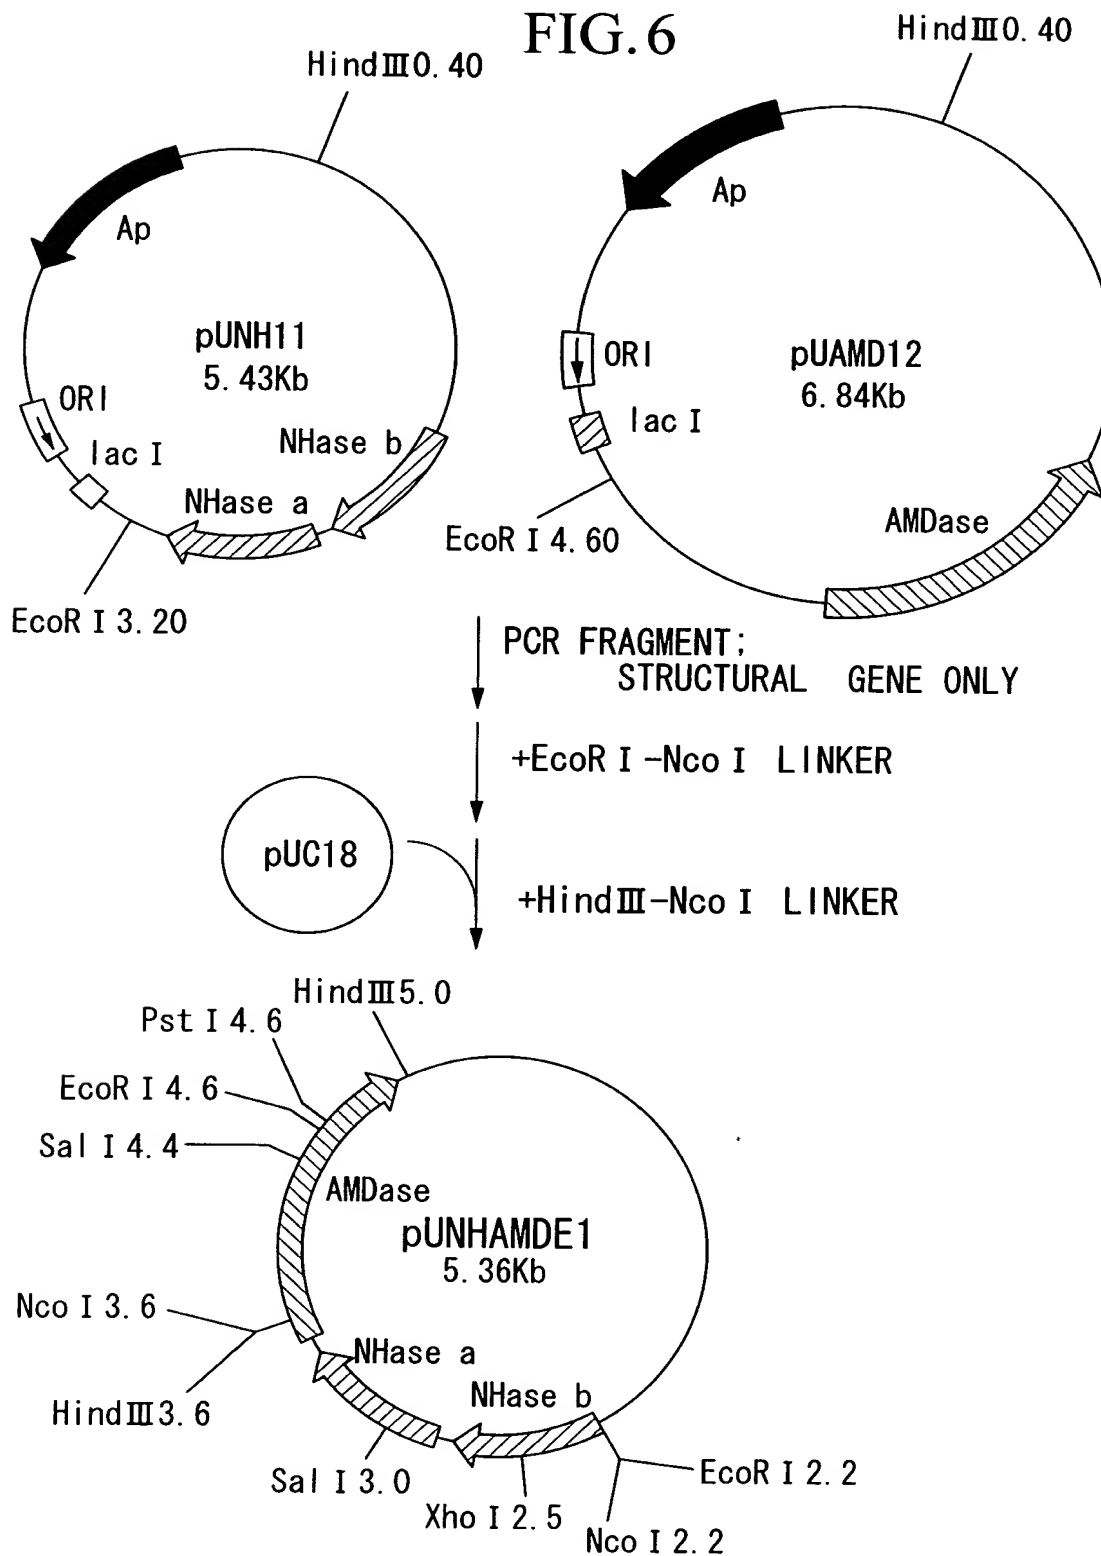 FIG. 6
HindⅢ 0. 40
Ap
pUNH11
5. 43Kb
ORI
lac I
NHase b
NHase a
EcoR I 3. 20
HindⅢ 0. 40
Ap
pUAMD12
6. 84Kb
ORI
lac I
EcoR I 4. 60
AMDase
PCR FRAGMENT;
STRUCTURAL GENE ONLY
+EcoR I -Nco I LINKER
pUC18
+HindⅢ-Nco I LINKER
HindⅢ 5. 0
Pst I 4. 6
EcoR I 4. 6
Sal I 4. 4
AMDase
pUNHAMDE1
5. 36Kb
Nco I 3. 6
HindⅢ 3. 6
NHase a
NHase b
Sal I 3. 0
Xho I 2. 5
EcoR I 2. 2
Nco I 2. 2